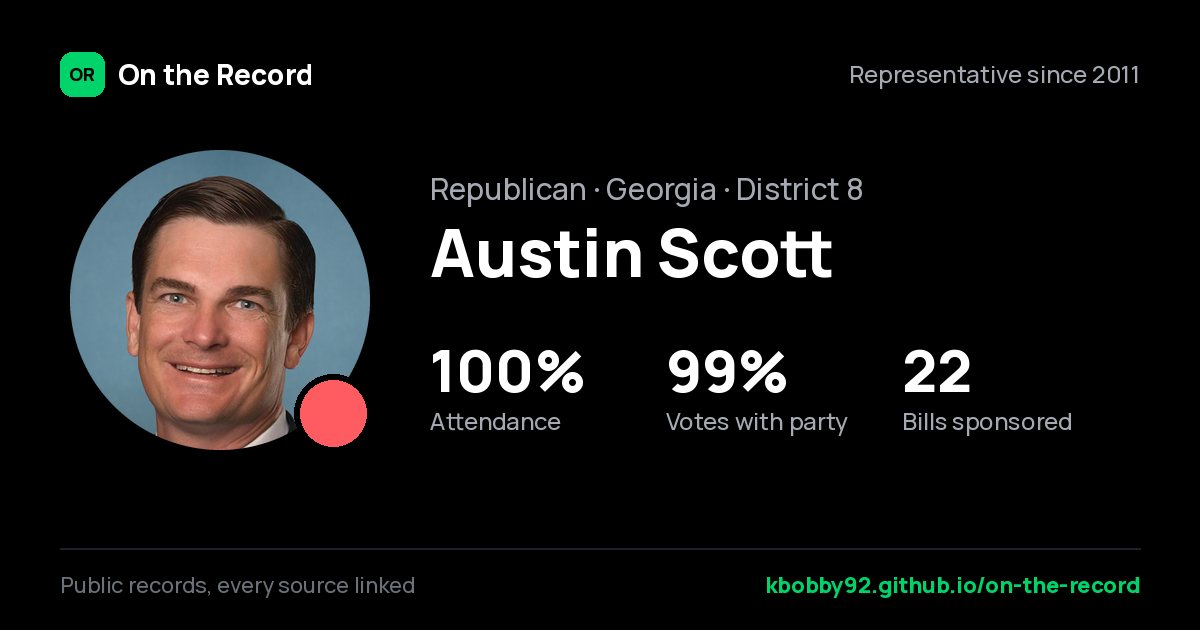 OR On the Record
Representative since 2011
Republican · Georgia · District 8
Austin Scott
100% 99% 22
Attendance Votes with party Bills sponsored
Public records, every source linked
kbobby92.github.io/on-the-record